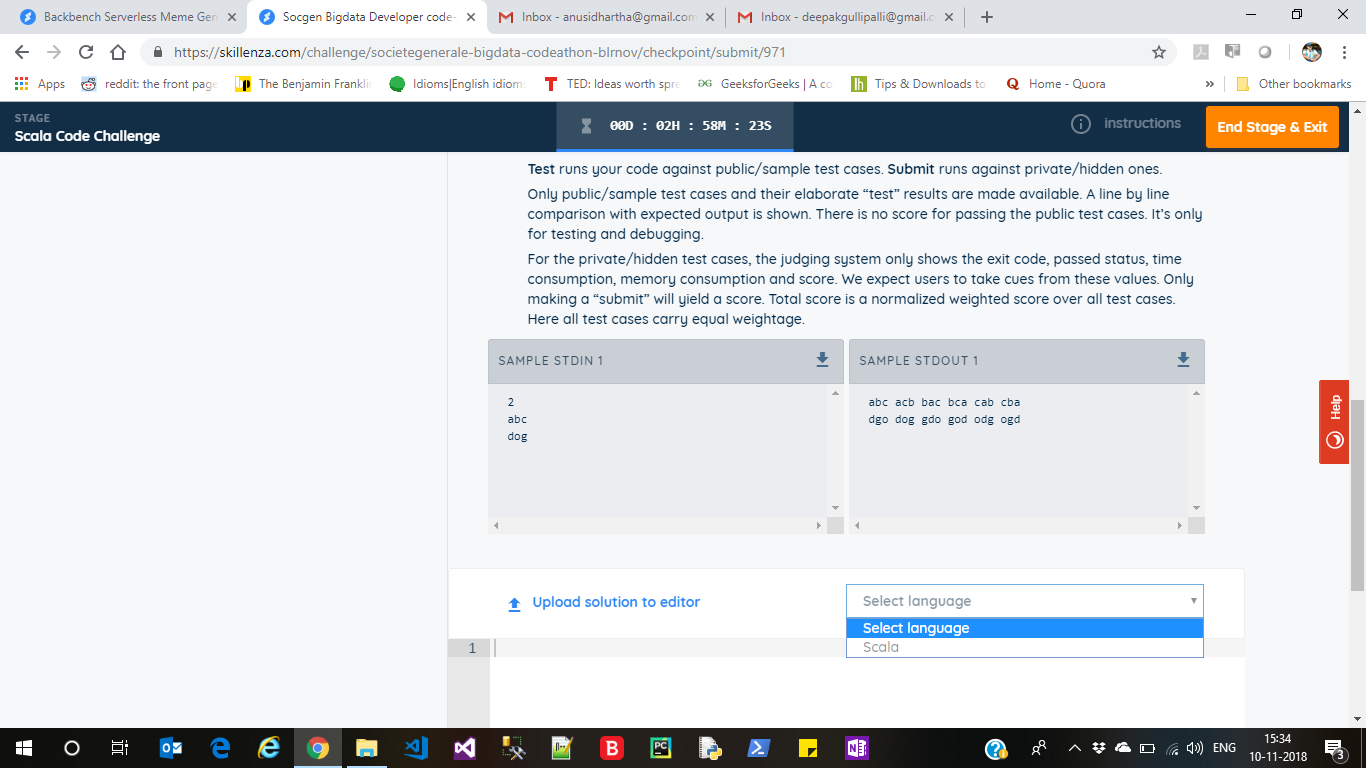 Backbench Serverless Meme Gen
Socgen Bigdata Developer code-
Inbox - anusidhartha@gmail.com
Inbox - deepakgullipalli@gmail.c
https://skillenza.com/challenge/societegenerale-bigdata-codeathon-blrnov/checkpoint/submit/971
Apps
reddit: the front page
The Benjamin Franklin
Idioms|English idiom
TED: Ideas worth spre
GeeksforGeeks | A co
Tips & Downloads to
Home - Quora
»
Other bookmarks
STAGE
Scala Code Challenge
00D : 02H : 58M : 23S
instructions
End Stage & Exit
Test runs your code against public/sample test cases. Submit runs against private/hidden ones.
Only public/sample test cases and their elaborate “test” results are made available. A line by line
comparison with expected output is shown. There is no score for passing the public test cases. It’s only
for testing and debugging.
For the private/hidden test cases, the judging system only shows the exit code, passed status, time
consumption, memory consumption and score. We expect users to take cues from these values. Only
making a “submit” will yield a score. Total score is a normalized weighted score over all test cases.
Here all test cases carry equal weightage.
SAMPLE STDIN 1
2
abc
dog
SAMPLE STDOUT 1
abc acb bac bca cab cba
dgo dog gdo god odg ogd
Help
Upload solution to editor
Select language
Select language
Scala
1
ENG
15:34
10-11-2018
3